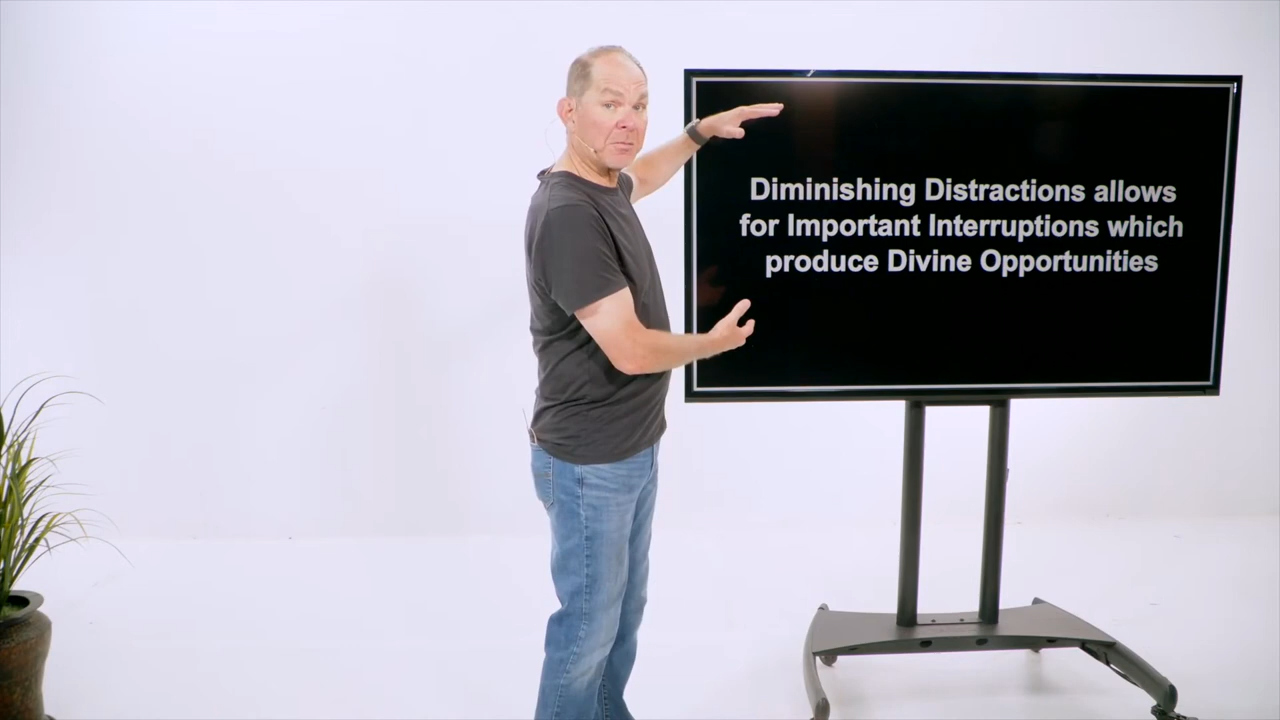 Diminishing Distractions allows
for Important Interruptions which
produce Divine Opportunities